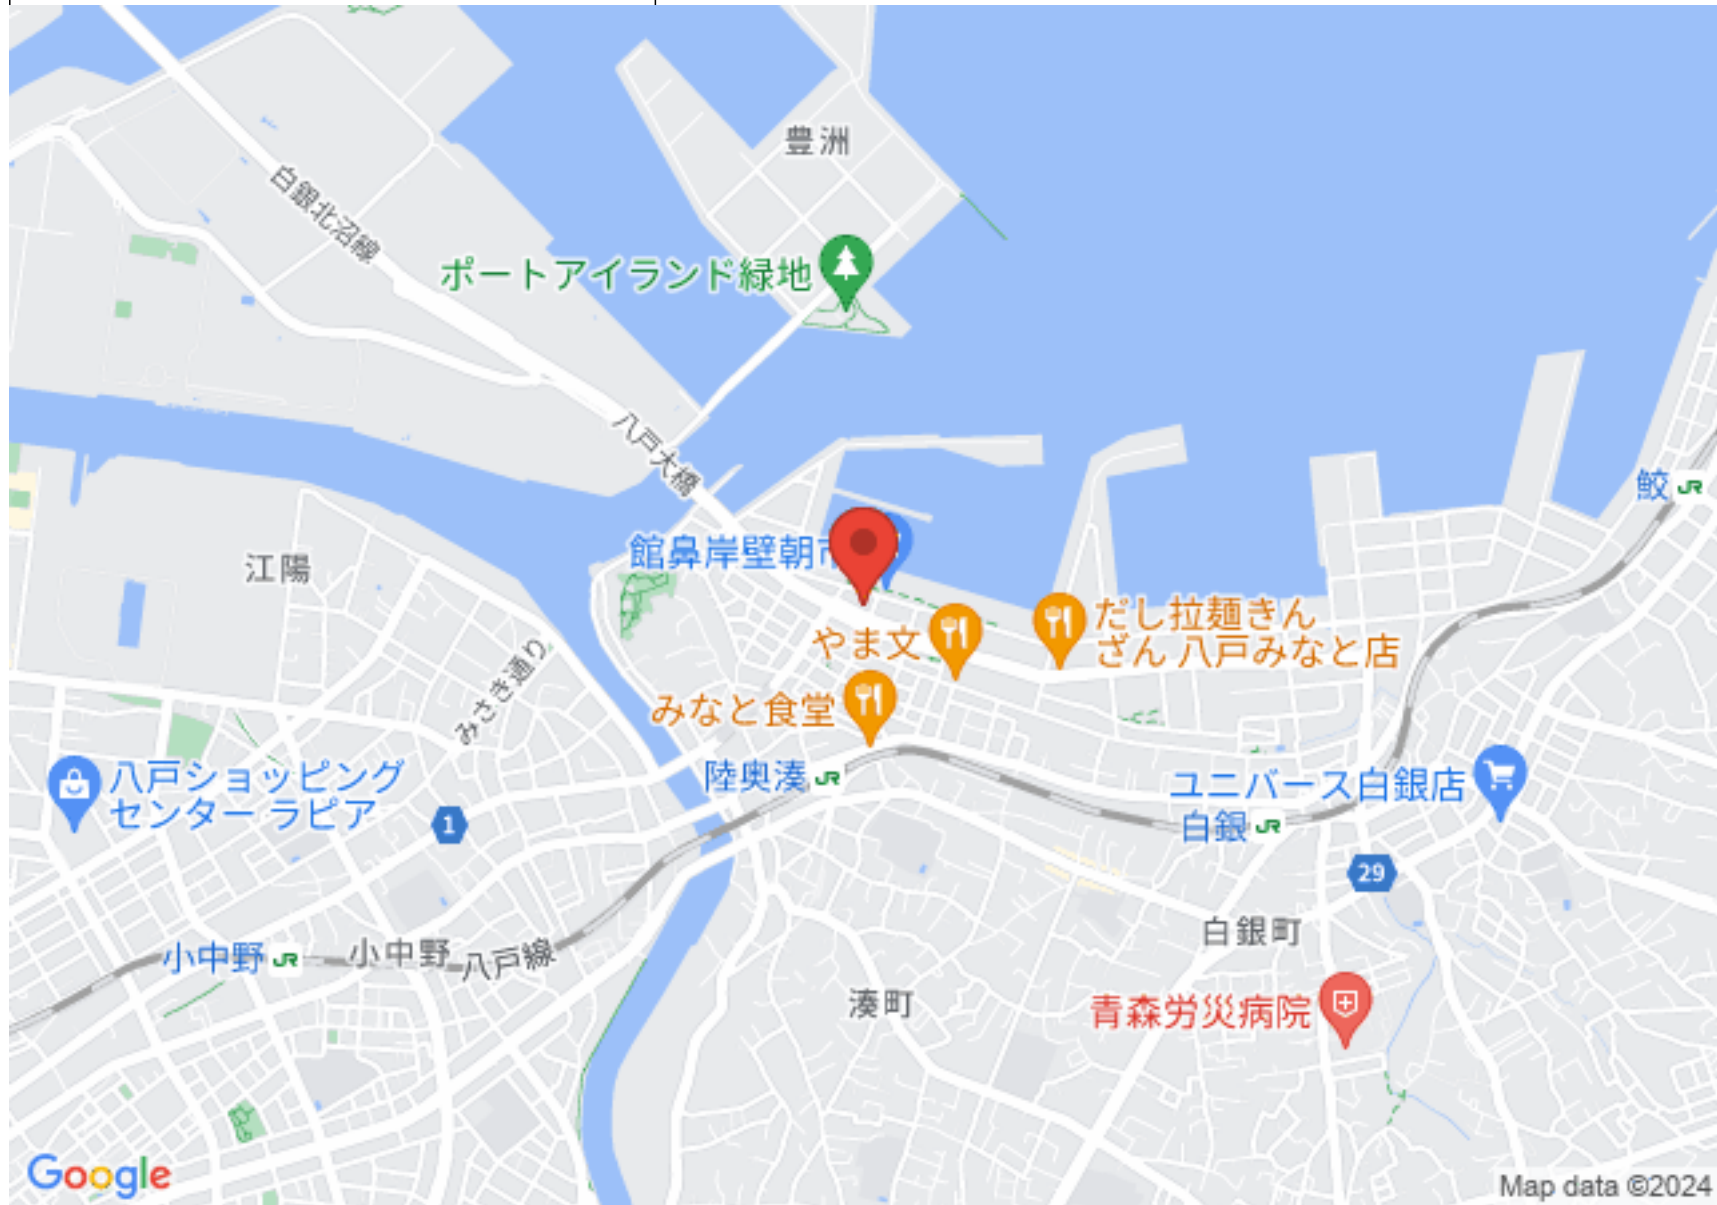 豊洲
白銀北沼線
ポートアイランド緑地
八戸大橋
鮫 JR
館鼻岸壁朝市
江陽
だし拉麺きん
ざん 八戸みなと店
やま文
みさき通り
みなと食堂
陸奥湊 JR
八戸ショッピング
センター ラピア
1
ユニバース白銀店
白銀 JR
29
白銀町
小中野 JR
小中野
八戸線
湊町
青森労災病院
Google
Map data ©2024